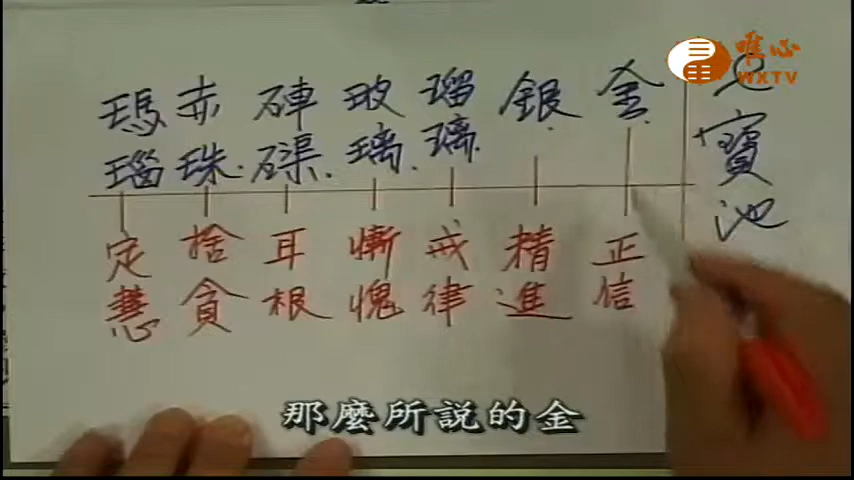 唯心
WXTV
七寶池
金 銀 瑠璃 玻璃 硨磲 赤珠 瑪瑙
正信 精進 戒律 慚愧 耳根 捨貪 定慧
那麼所說的金